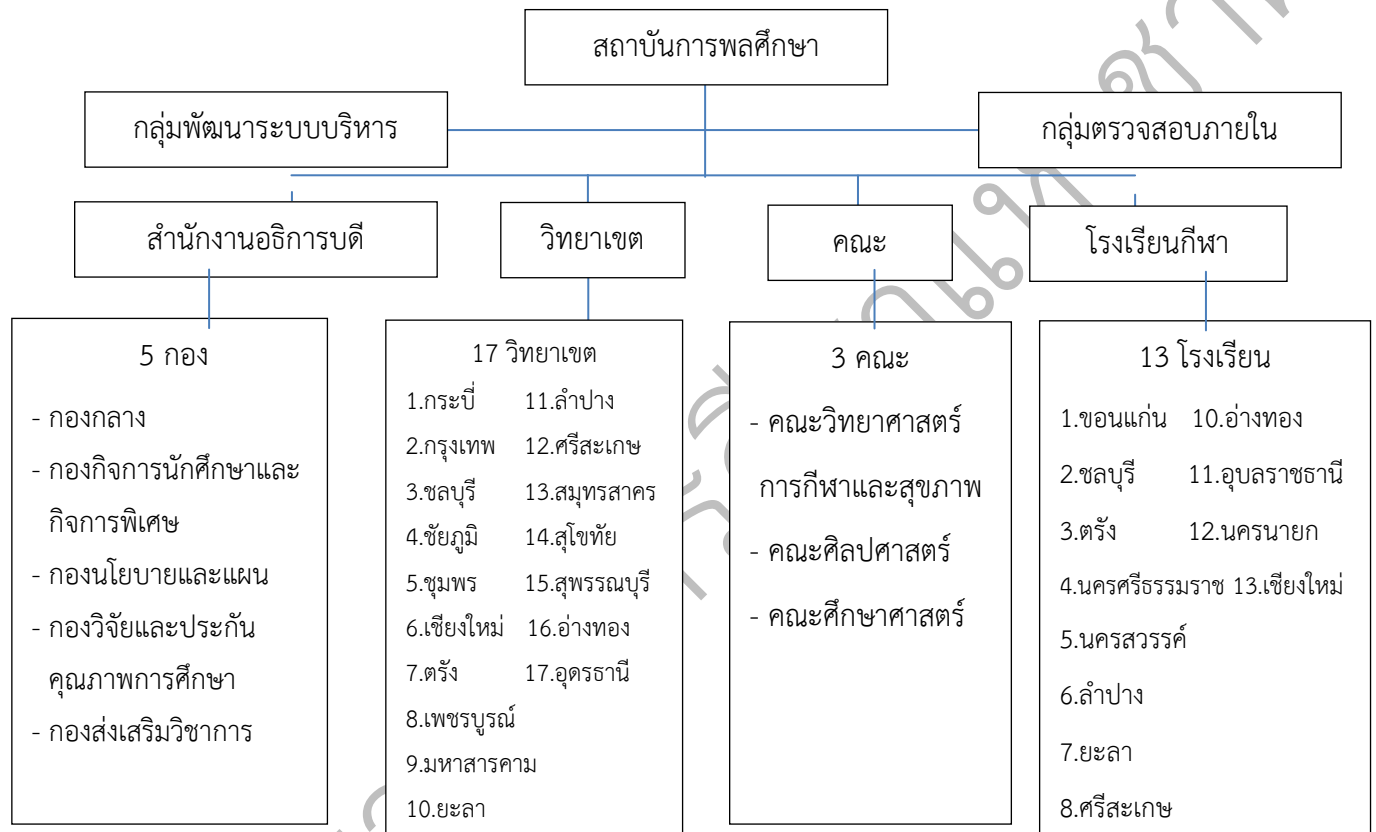 สถาบันการพลศึกษา
กลุ่มพัฒนาระบบบริหาร
กลุ่มตรวจสอบภายใน
สำนักงานอธิการบดี
วิทยาเขต
คณะ
โรงเรียนกีฬา
5 กอง
- กองกลาง
- กองกิจการนักศึกษาและ
กิจการพิเศษ
- กองนโยบายและแผน
- กองวิจัยและประกัน
คุณภาพการศึกษา
- กองส่งเสริมวิชาการ
17 วิทยาเขต
1.กระบี่ 11.ลำปาง
2.กรุงเทพ 12.ศรีสะเกษ
3.ชลบุรี 13.สมุทรสาคร
4.ชัยภูมิ 14.สุโขทัย
5.ชุมพร 15.สุพรรณบุรี
6.เชียงใหม่ 16.อ่างทอง
7.ตรัง 17.อุดรธานี
8.เพชรบูรณ์
9.มหาสารคาม
10.ยะลา
3 คณะ
- คณะวิทยาศาสตร์
การกีฬาและสุขภาพ
- คณะศิลปศาสตร์
- คณะศึกษาศาสตร์
13 โรงเรียน
1.ขอนแก่น 10.อ่างทอง
2.ชลบุรี 11.อุบลราชธานี
3.ตรัง 12.นครนายก
4.นครศรีธรรมราช 13.เชียงใหม่
5.นครสวรรค์
6.ลำปาง
7.ยะลา
8.ศรีสะเกษ